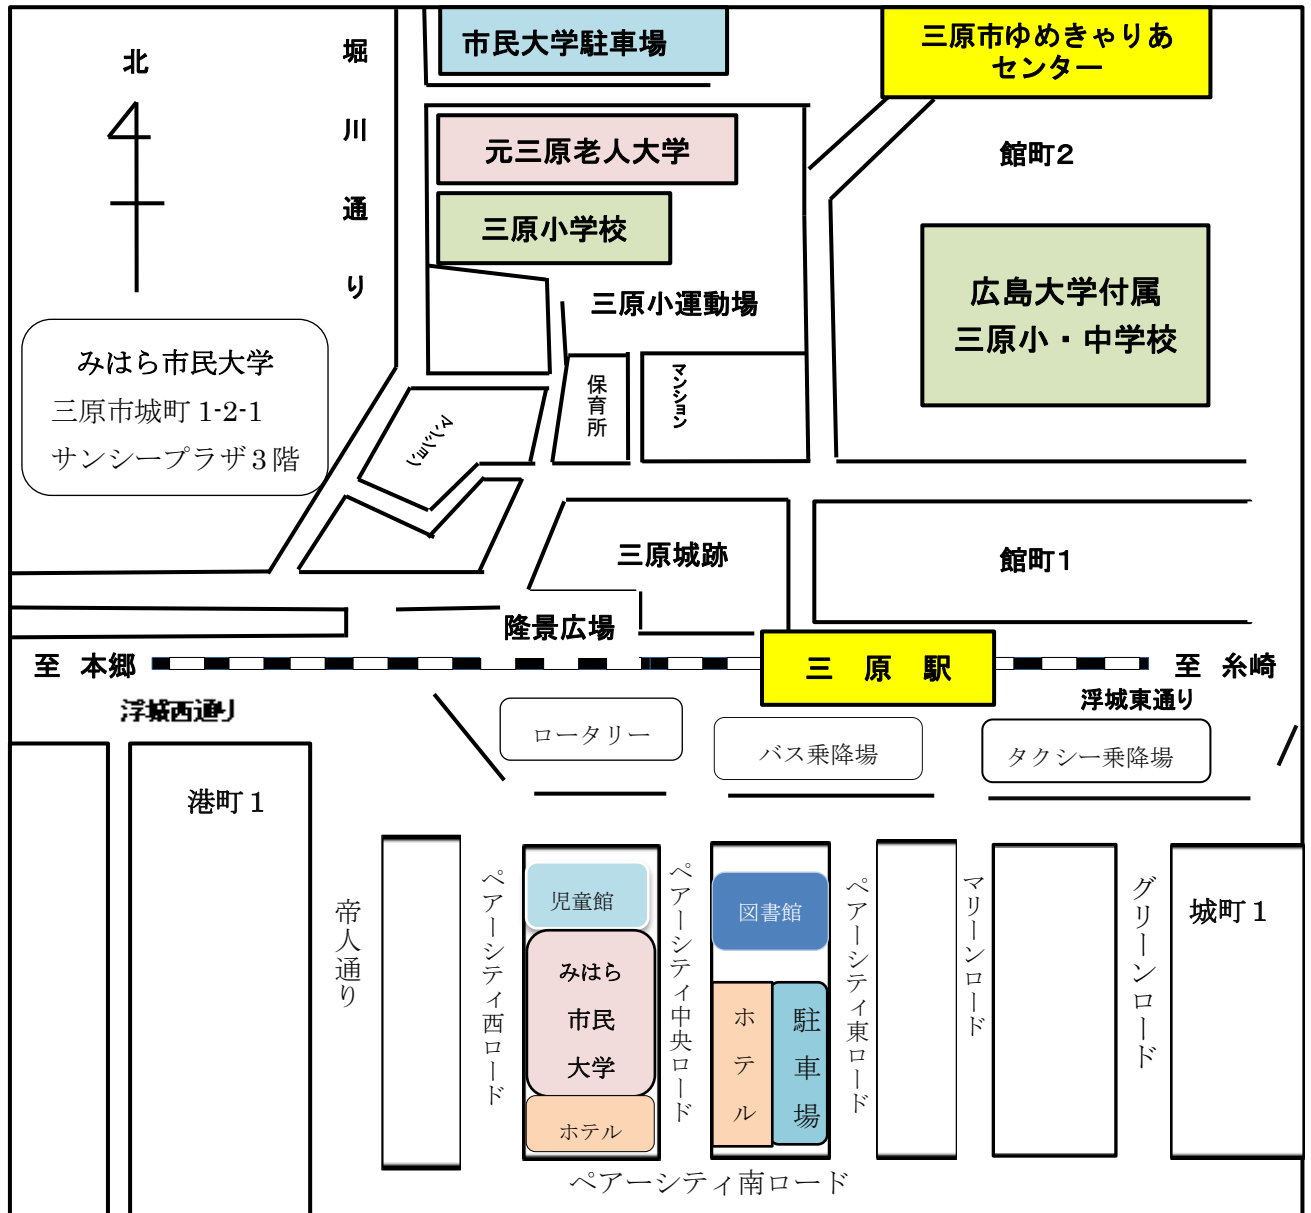 市民大学駐車場
三原市ゆめきゃりあ
センター
北
堀川通り
元三原老人大学
館町2
三原小学校
広島大学付属
三原小・中学校
三原小運動場
みはら市民大学
三原市城町 1-2-1
サンシープラザ３階
保育所
マンション
マンション
三原城跡
館町1
隆景広場
至 本郷
三 原 駅
至 糸崎
浮城西通り
浮城東通り
ロータリー
バス乗降場
タクシー乗降場
港町１
帝人通り
ペアーシティ西ロード
児童館
みはら
市民
大学
ホテル
ペアーシティ中央ロード
図書館
ホテル
駐車場
ペアーシティ東ロード
マリーンロード
グリーンロード
城町１
ペアーシティ南ロード